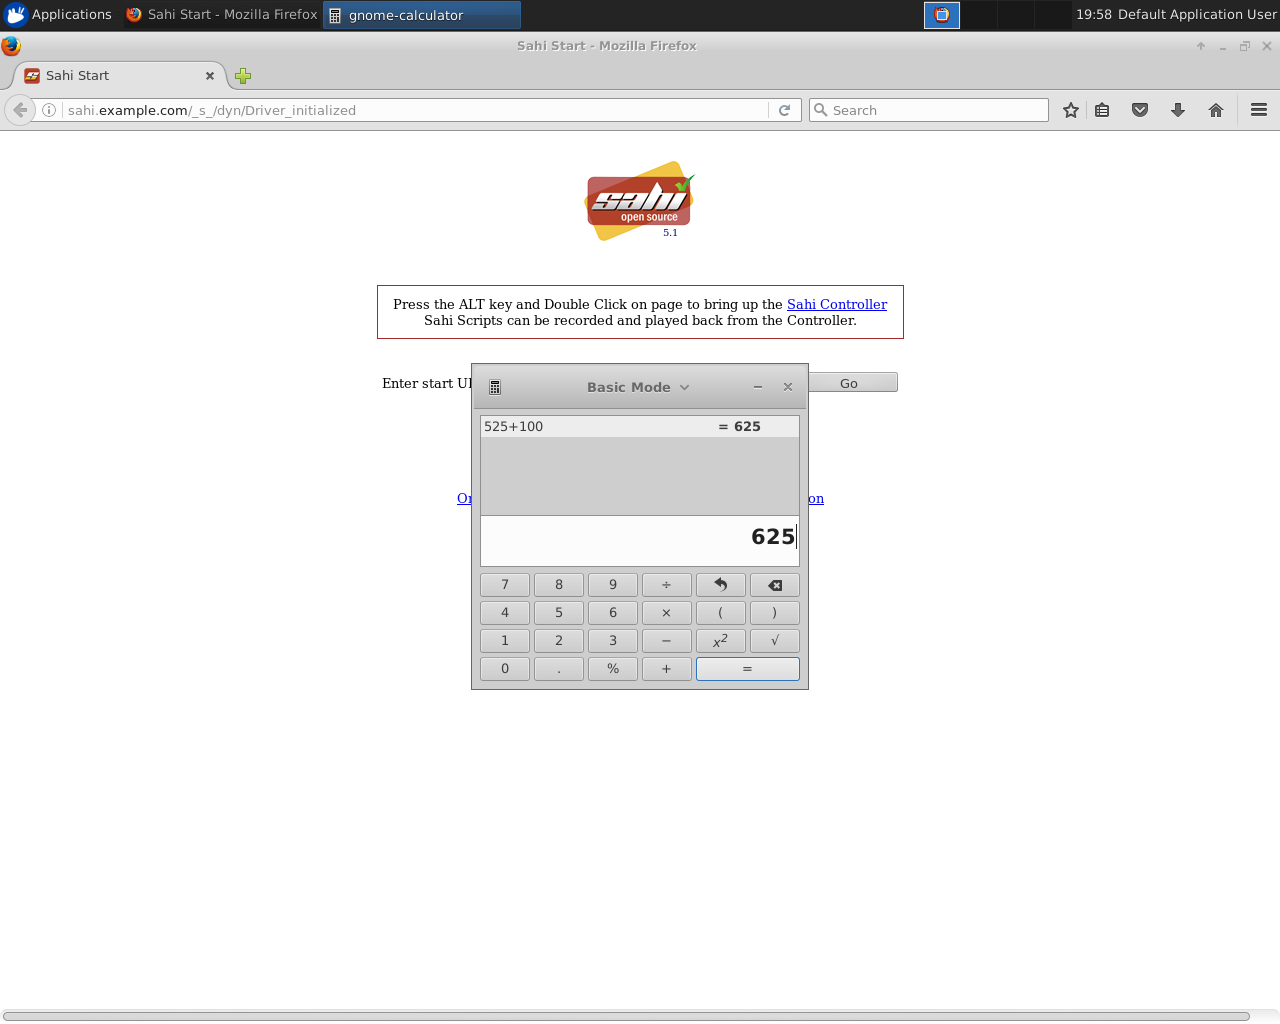 Applications Sahi Start - Mozilla Firefox gnome-calculator 19:58 Default Application User
Sahi Start - Mozilla Firefox
Sahi Start
sahi.example.com/_s_/dyn/Driver_initialized Search
sahi
open source
5.1
Press the ALT key and Double Click on page to bring up the Sahi Controller
Sahi Scripts can be recorded and played back from the Controller.
Enter start Go
Basic Mode
525+100 = 625
625
7 8 9 ÷
4 5 6 × ( )
1 2 3 − x² √
0 . % + =
on